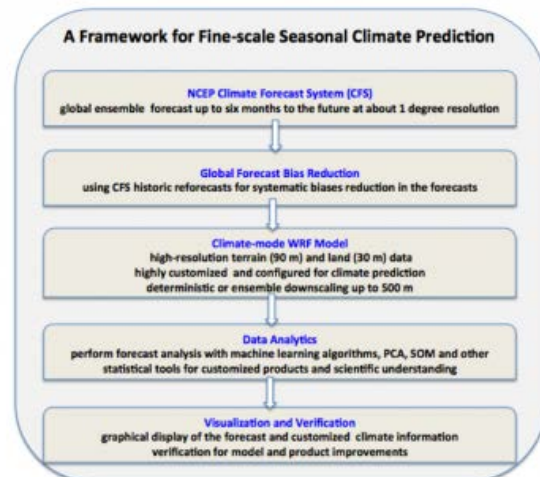 A Framework for Fine-scale Seasonal Climate Prediction
NCEP Climate Forecast System (CFS)
global ensemble forecast up to six months to the future at about 1 degree resolution
Global Forecast Bias Reduction
using CFS historic reforecasts for systematic biases reduction in the forecasts
Climate-mode WRF Model
high-resolution terrain (90 m) and land (30 m) data
highly customized and configured for climate prediction
deterministic or ensemble downscaling up to 500 m
Data Analytics
perform forecast analysis with machine learning algorithms, PCA, SOM and other
statistical tools for customized products and scientific understanding
Visualization and Verification
graphical display of the forecast and customized climate information
verification for model and product improvements